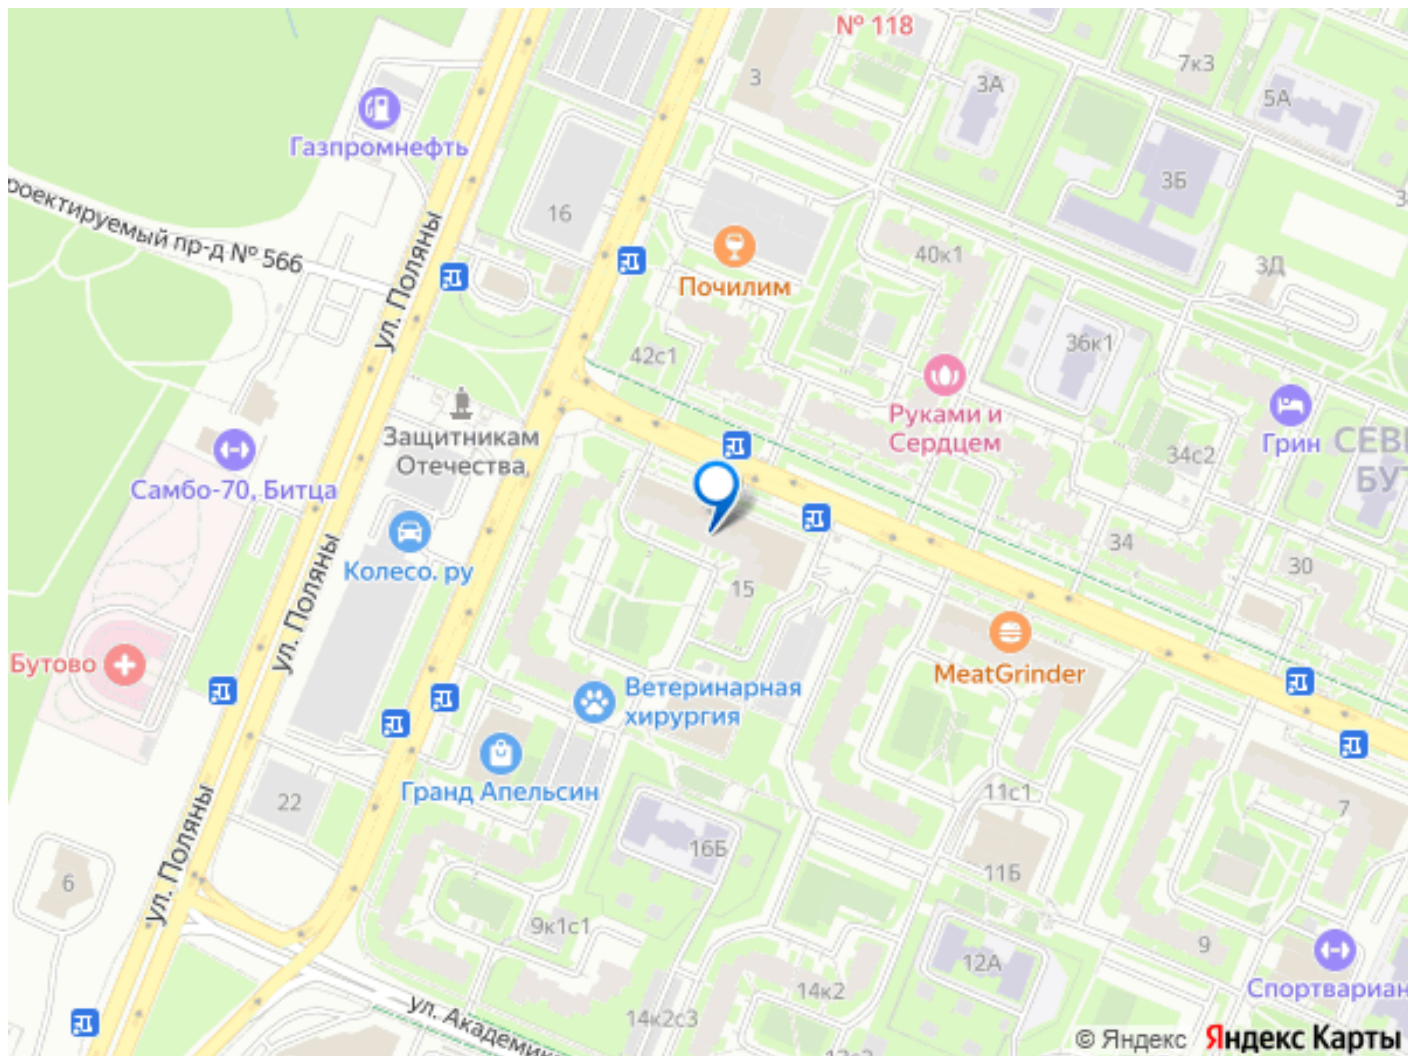 № 118
3
3А
7к3
5А
Газпромнефть
3Б
роектируемый пр-д № 566
16
ул. Поляны
Почилим
40к1
3Д
42с1
36к1
Руками и
Сердцем
Грин
СЕВЕ
БУТ
Защитникам
Отечества
34с2
Самбо-70, Битца
Колесо. ру
34
30
15
ул. Поляны
Бутово
MeatGrinder
Ветеринарная
хирургия
Гранд Апельсин
22
11с1
7
ул. Поляны
16Б
6
11Б
9к1с1
9
12А
14к2
Спортвариан
ул. Академик
14к2с3
© Яндекс Яндекс Карты